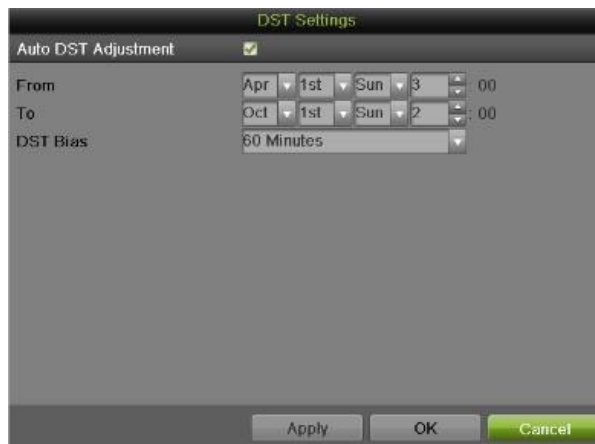 DST Settings
Auto DST Adjustment
From Apr 1st Sun 3 : 00
To Oct 1st Sun 2 : 00
DST Bias 60 Minutes
Apply OK Cancel